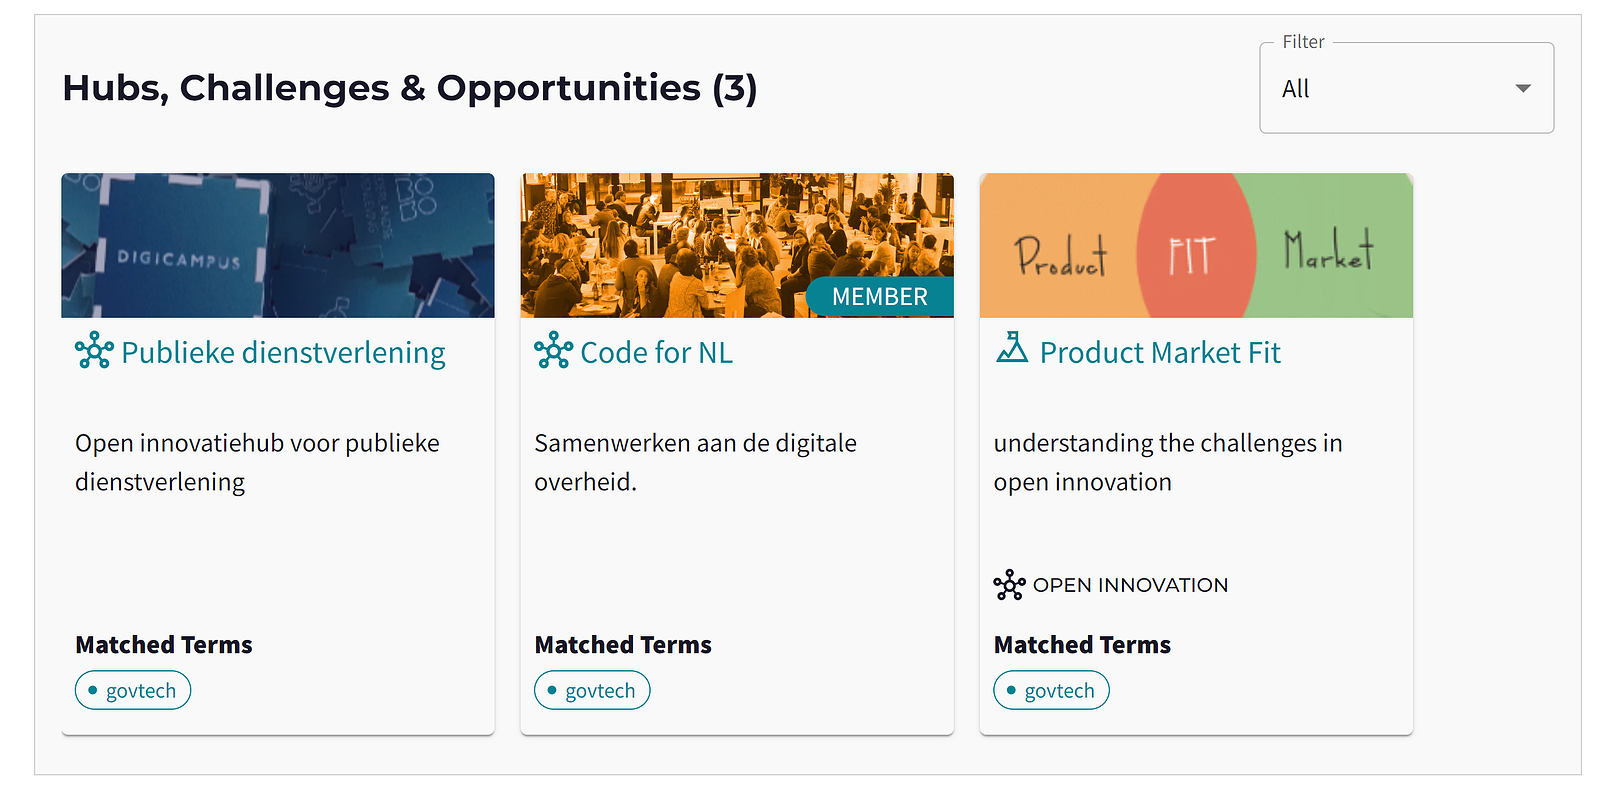 Filter
Hubs, Challenges & Opportunities (3)
All
DIGICAMPUS
MEMBER
Product
FIT
Market
Publieke dienstverlening
Code for NL
Product Market Fit
Open innovatiehub voor publieke
dienstverlening
Samenwerken aan de digitale
overheid.
understanding the challenges in
open innovation
OPEN INNOVATION
Matched Terms
Matched Terms
Matched Terms
govtech
govtech
govtech